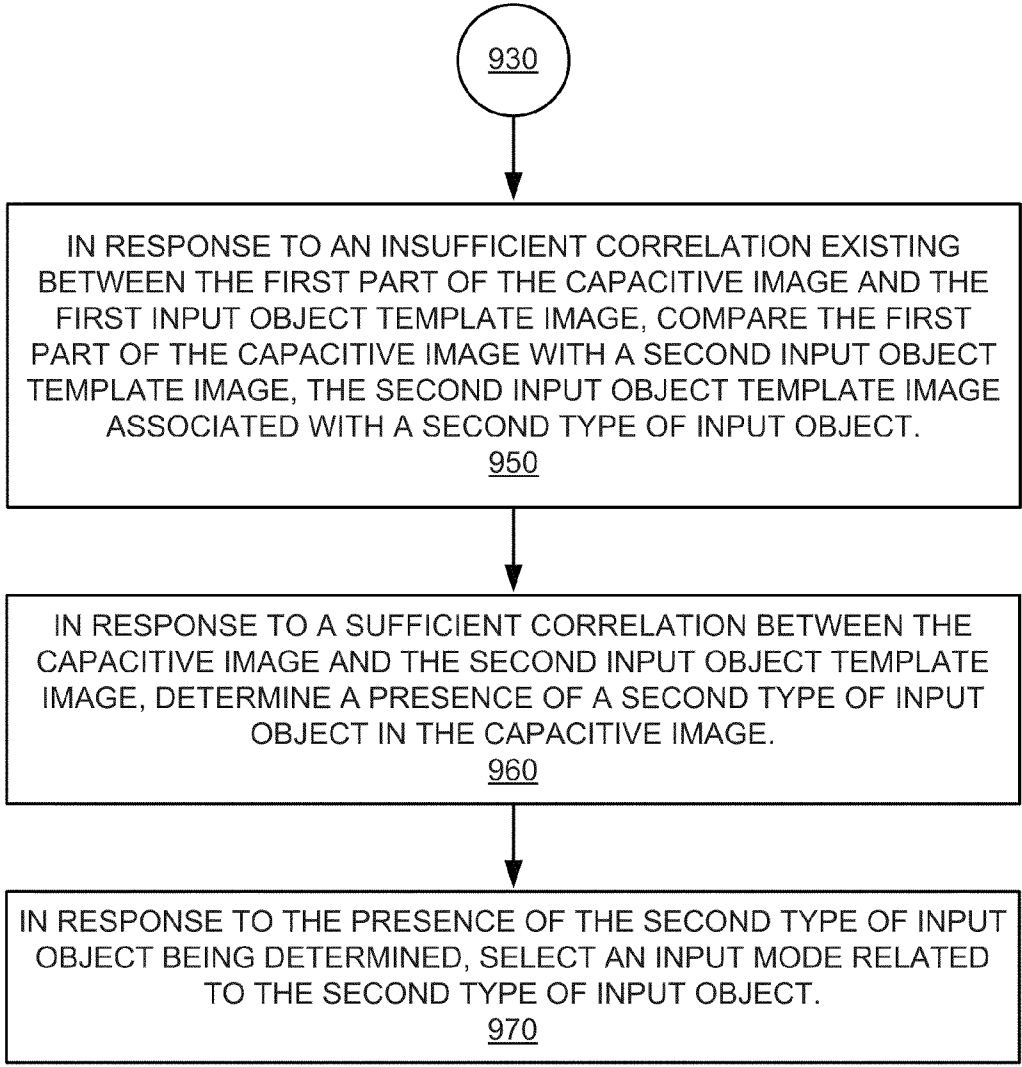 930
IN RESPONSE TO AN INSUFFICIENT CORRELATION EXISTING
BETWEEN THE FIRST PART OF THE CAPACITIVE IMAGE AND THE
FIRST INPUT OBJECT TEMPLATE IMAGE, COMPARE THE FIRST
PART OF THE CAPACITIVE IMAGE WITH A SECOND INPUT OBJECT
TEMPLATE IMAGE, THE SECOND INPUT OBJECT TEMPLATE IMAGE
ASSOCIATED WITH A SECOND TYPE OF INPUT OBJECT.
950
IN RESPONSE TO A SUFFICIENT CORRELATION BETWEEN THE
CAPACITIVE IMAGE AND THE SECOND INPUT OBJECT TEMPLATE
IMAGE, DETERMINE A PRESENCE OF A SECOND TYPE OF INPUT
OBJECT IN THE CAPACITIVE IMAGE.
960
IN RESPONSE TO THE PRESENCE OF THE SECOND TYPE OF INPUT
OBJECT BEING DETERMINED, SELECT AN INPUT MODE RELATED
TO THE SECOND TYPE OF INPUT OBJECT.
970